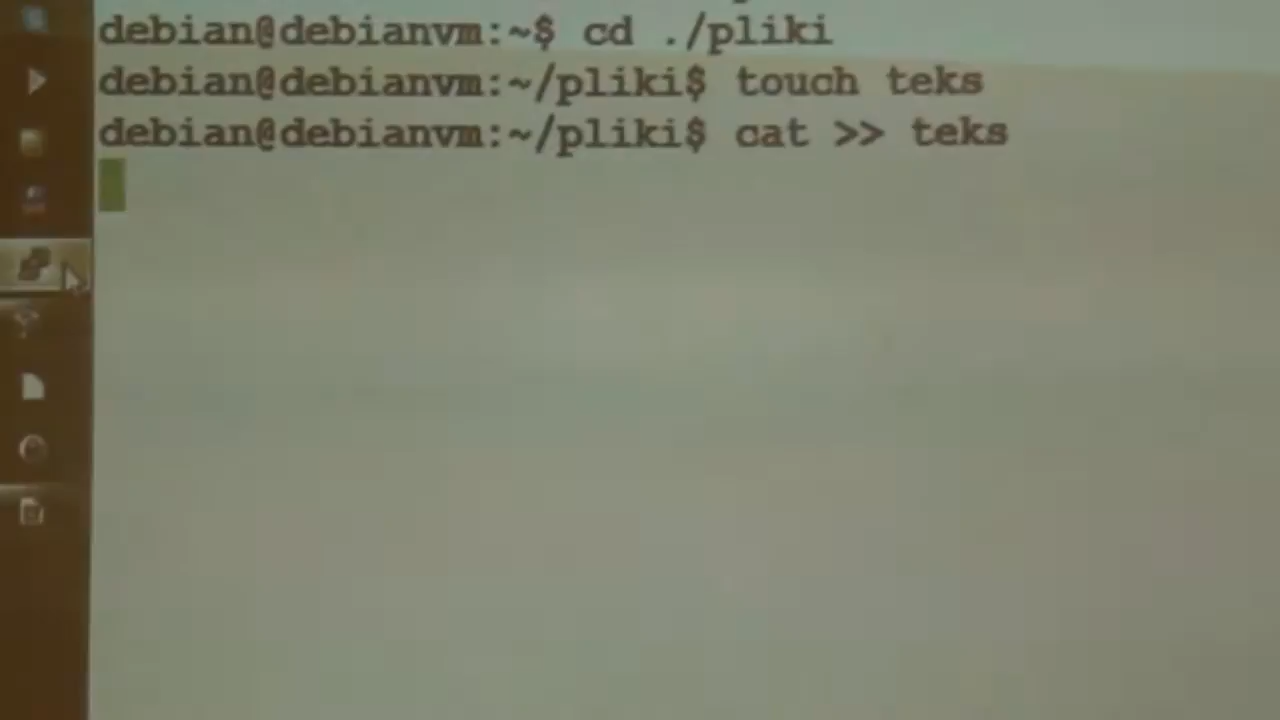 debian@debianvm:~$ cd ./pliki
debian@debianvm:~/pliki$ touch teks
debian@debianvm:~/pliki$ cat >> teks